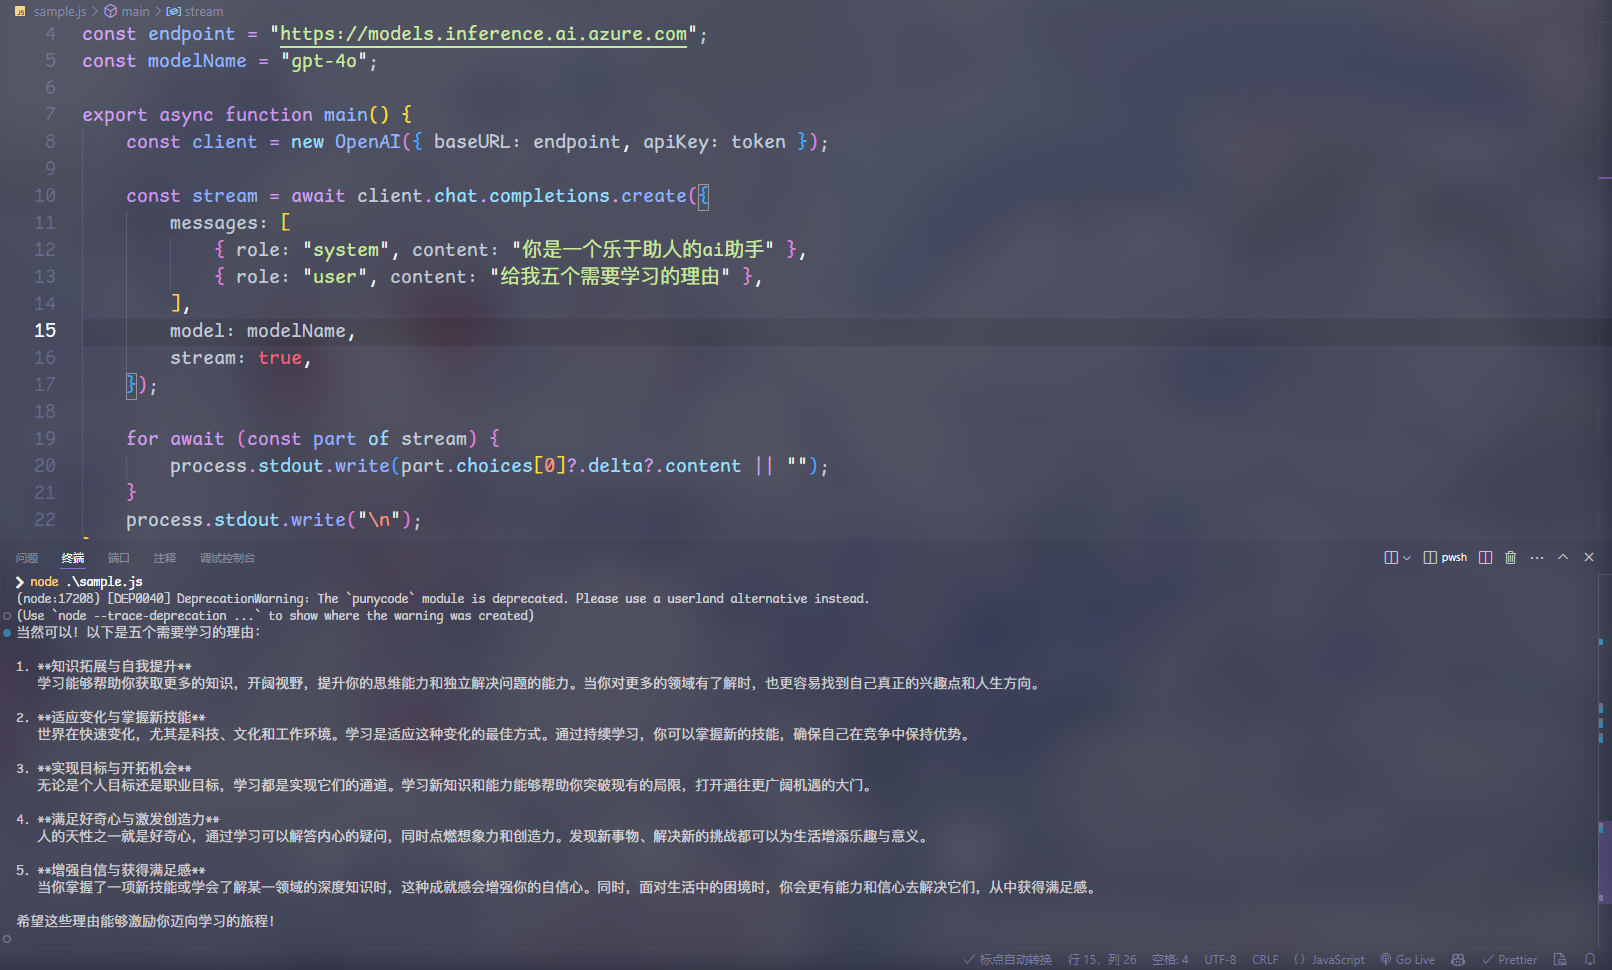 sample.js > main > stream
4 const endpoint = "https://models.inference.ai.azure.com";
5 const modelName = "gpt-4o";
6
7 export async function main() {
8 const client = new OpenAI({ baseURL: endpoint, apiKey: token });
9
10 const stream = await client.chat.completions.create({
11 messages: [
12 { role: "system", content: "你是一个乐于助人的ai助手" },
13 { role: "user", content: "给我五个需要学习的理由" },
14 ],
15 model: modelName,
16 stream: true,
17 });
18
19 for await (const part of stream) {
20 process.stdout.write(part.choices[0]?.delta?.content || "");
21 }
22 process.stdout.write("\n");
问题 终端 端口 注释 调试控制台 pwsh
❯ node .\sample.js
(node:17208) [DEP0040] DeprecationWarning: The `punycode` module is deprecated. Please use a userland alternative instead.
(Use `node --trace-deprecation ...` to show where the warning was created)
当然可以！以下是五个需要学习的理由：
1. **知识拓展与自我提升**
学习能够帮助你获取更多的知识，开阔视野，提升你的思维能力和独立解决问题的能力。当你对更多的领域有了解时，也更容易找到自己真正的兴趣点和人生方向。
2. **适应变化与掌握新技能**
世界在快速变化，尤其是科技、文化和工作环境。学习是适应这种变化的最佳方式。通过持续学习，你可以掌握新的技能，确保自己在竞争中保持优势。
3. **实现目标与开拓机会**
无论是个人目标还是职业目标，学习都是实现它们的通道。学习新知识和能力能够帮助你突破现有的局限，打开通往更广阔机遇的大门。
4. **满足好奇心与激发创造力**
人的天性之一就是好奇心，通过学习可以解答内心的疑问，同时点燃想象力和创造力。发现新事物、解决新的挑战都可以为生活增添乐趣与意义。
5. **增强自信与获得满足感**
当你掌握了一项新技能或学会了解某一领域的深度知识时，这种成就感会增强你的自信心。同时，面对生活中的困境时，你会更有能力和信心去解决它们，从中获得满足感。
希望这些理由能够激励你迈向学习的旅程！
标点自动转换 行 15，列 26 空格: 4 UTF-8 CRLF {} JavaScript Go Live Prettier